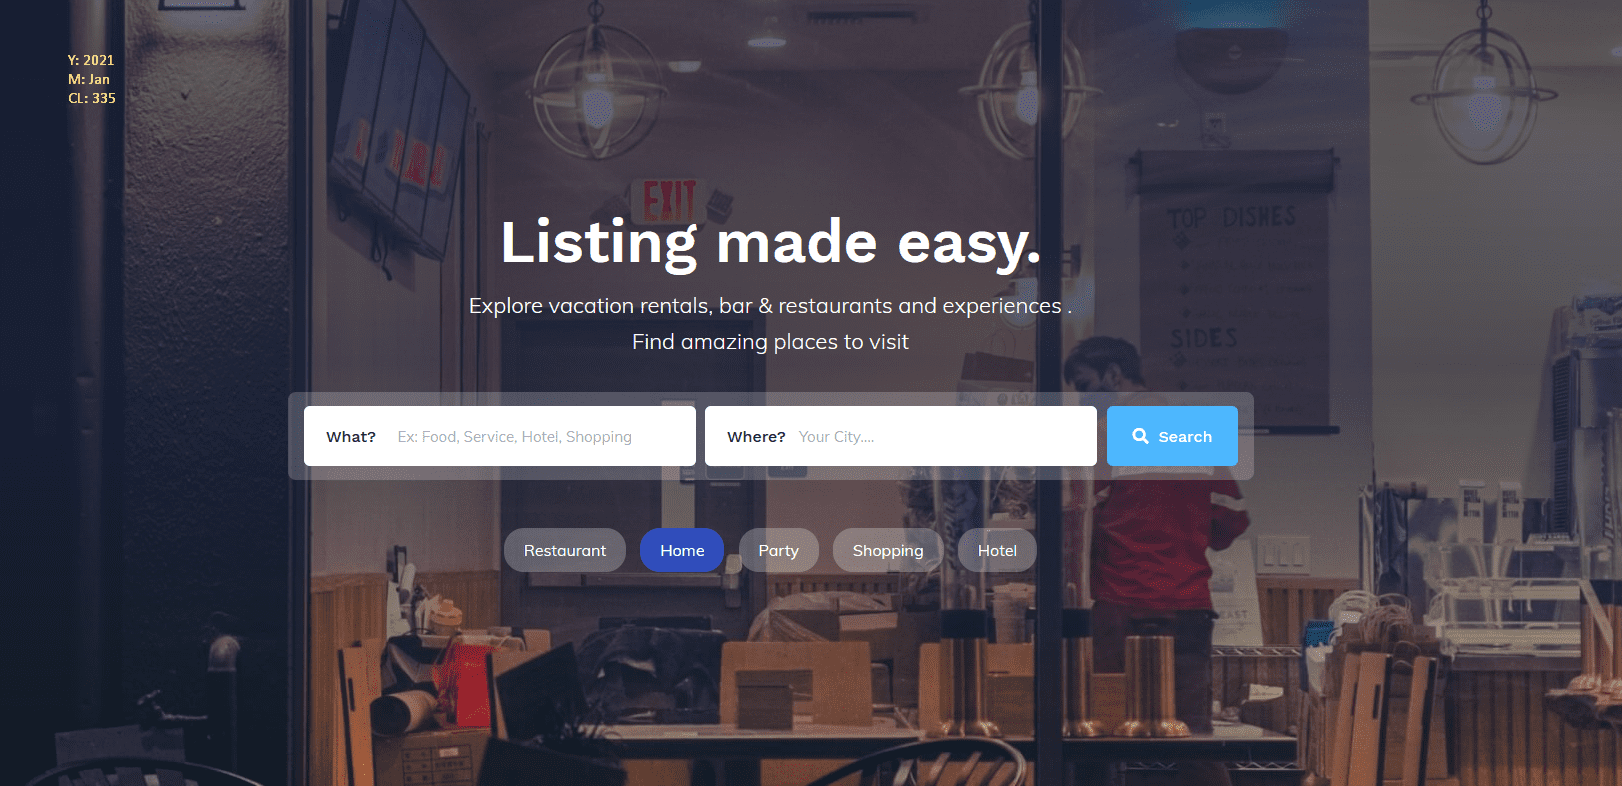 Y: 2021
M: Jan
CL: 335
EXIT
Listing made easy.
TOP DISHES
Explore vacation rentals, bar & restaurants and experiences .
Find amazing places to visit
SIDES
What? Ex: Food, Service, Hotel, Shopping
Where? Your City....
Search
Restaurant Home Party Shopping Hotel